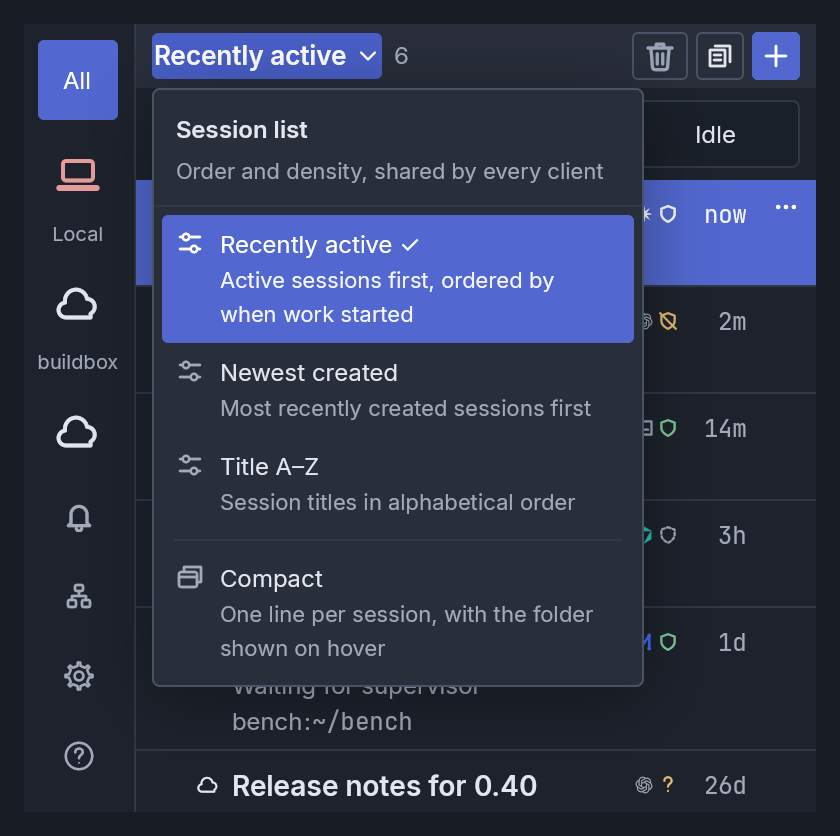 All
Recently active
6
Session list
Order and density, shared by every client
Idle
Local
Recently active
Active sessions first, ordered by
when work started
now
2m
buildbox
Newest created
Most recently created sessions first
14m
Title A–Z
Session titles in alphabetical order
3h
Compact
One line per session, with the folder
shown on hover
1d
Waiting for supervisor
bench:~/bench
Release notes for 0.40
?
26d